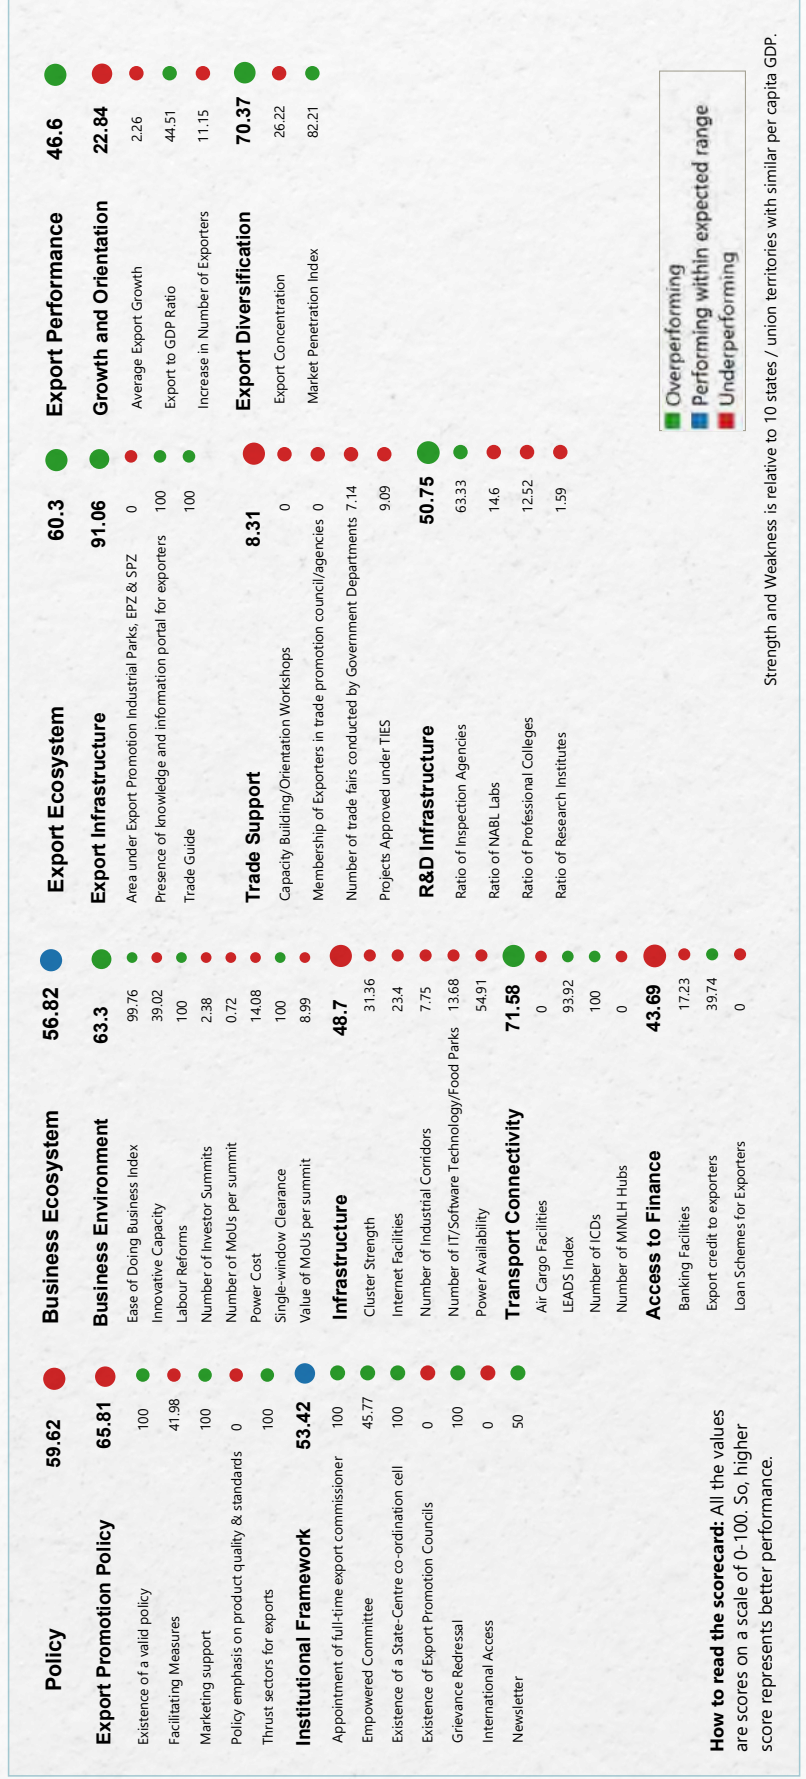 Policy 59.62
Export Promotion Policy 65.81
Existence of a valid policy 100
Facilitating Measures 41.98
Marketing support 100
Policy emphasis on product quality & standards 0
Thrust sectors for exports 100
Institutional Framework 53.42
Appointment of full-time export commissioner 100
Empowered Committee 45.77
Existence of a State-Centre co-ordination cell 100
Existence of Export Promotion Councils 0
Grievance Redressal 100
International Access 0
Newsletter 50
Business Ecosystem 56.82
Business Environment 63.3
Ease of Doing Business Index 99.76
Innovative Capacity 39.02
Labour Reforms 100
Number of Investor Summits 2.38
Number of MoUs per summit 0.72
Power Cost 14.08
Single-window Clearance 100
Value of MoUs per summit 8.99
Infrastructure 48.7
Cluster Strength 31.36
Internet Facilities 23.4
Number of Industrial Corridors 7.75
Number of IT/Software Technology/Food Parks 13.68
Power Availability 54.91
Transport Connectivity 71.58
Air Cargo Facilities 0
LEADS Index 93.92
Number of ICDs 100
Number of MMLH Hubs 0
Access to Finance 43.69
Banking Facilities 17.23
Export credit to exporters 39.74
Loan Schemes for Exporters 0
Export Ecosystem 60.3
Export Infrastructure 91.06
Area under Export Promotion Industrial Parks, EPZ & SPZ 0
Presence of knowledge and information portal for exporters 100
Trade Guide 100
Trade Support 8.31
Capacity Building/Orientation Workshops 0
Membership of Exporters in trade promotion council/agencies 0
Number of trade fairs conducted by Government Departments 7.14
Projects Approved under TIES 9.09
R&D Infrastructure 50.75
Ratio of Inspection Agencies 63.33
Ratio of NABL Labs 14.6
Ratio of Professional Colleges 12.52
Ratio of Research Institutes 1.59
Export Performance 46.6
Growth and Orientation 22.84
Average Export Growth 2.26
Export to GDP Ratio 44.51
Increase in Number of Exporters 11.15
Export Diversification 70.37
Export Concentration 26.22
Market Penetration Index 82.21
How to read the scorecard: All the values
are scores on a scale of 0-100. So, higher
score represents better performance.
Overperforming
Performing within expected range
Underperforming
Strength and Weakness is relative to 10 states / union territories with similar per capita GDP.